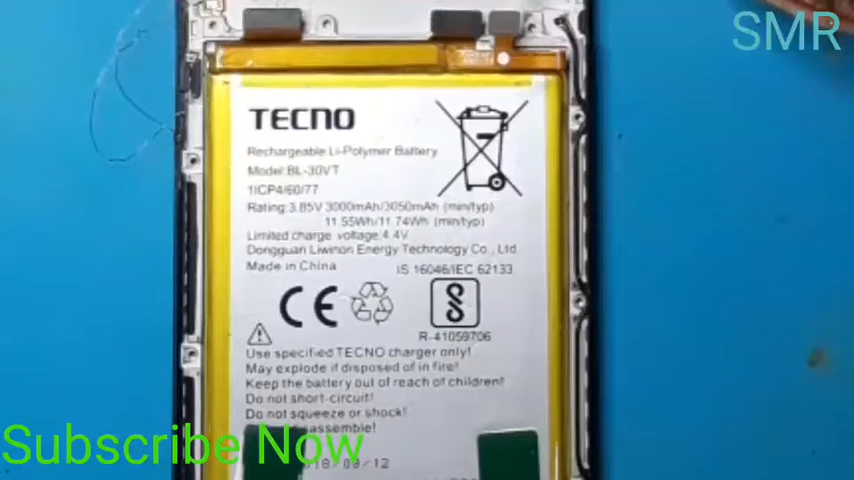 SMR
TECNO
Rechargeable Li-Polymer Battery
Model:BL-30VT
1ICP4/60/77
Rating:3.85V 3000mAh/3050mAh (min/typ)
11.55Wh/11.74Wh (min/typ)
Limited charge voltage:4.4V
Dongguan Liwinon Energy Technology Co., Ltd
Made in China
IS 16046/IEC 62133
CE
R-41059706
Use specified TECNO charger only!
May explode if disposed of in fire!
Keep the battery out of reach of children!
Do not short-circuit!
Do not squeeze or shock!
Subscribe Now